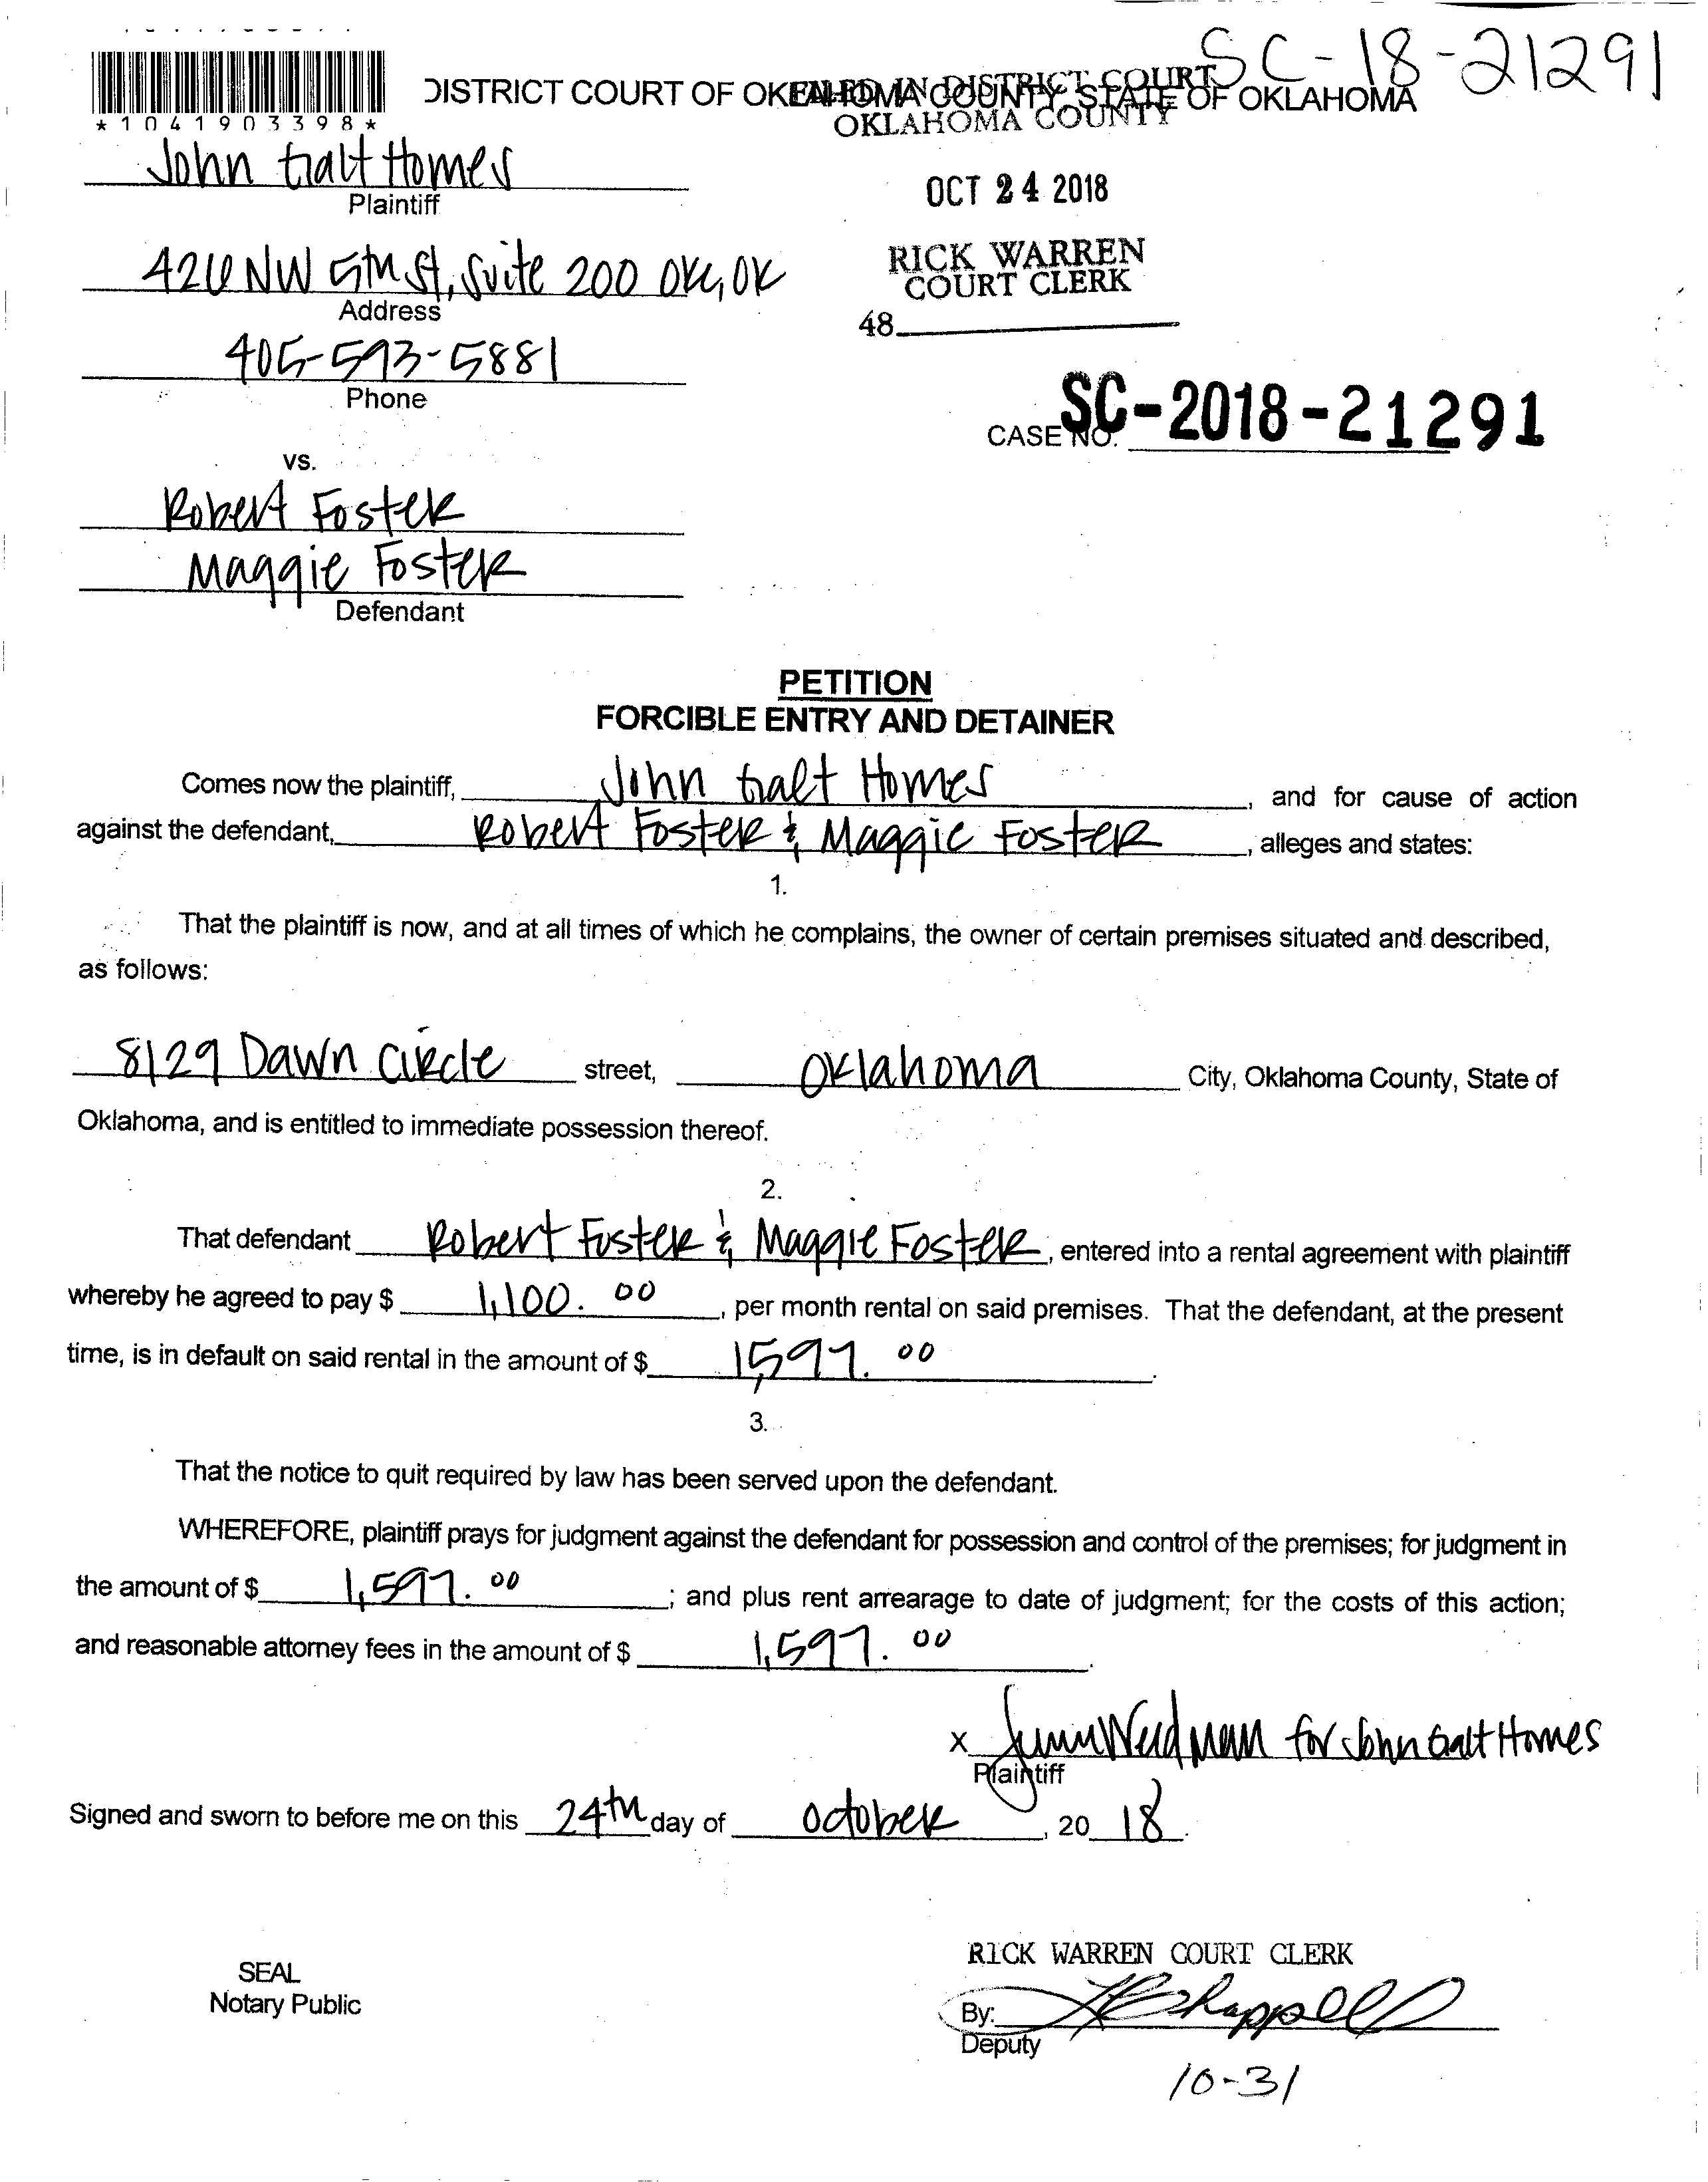 SC-18-21291
DISTRICT COURT OF OKLAHOMA COUNTY, STATE OF OKLAHOMA
FILED IN DISTRICT COURT
OKLAHOMA COUNTY
*1041903398*
John Galt Homes
Plaintiff
OCT 24 2018
426 NW 5th St, Suite 200 OKC, OK
Address
RICK WARREN
COURT CLERK
48
405-593-5881
Phone
CASE NO. SC-2018-21291
vs.
Robert Foster
Maggie Foster
Defendant
PETITION
FORCIBLE ENTRY AND DETAINER
Comes now the plaintiff, John Galt Homes, and for cause of action
against the defendant, Robert Foster & Maggie Foster, alleges and states:
1.
That the plaintiff is now, and at all times of which he complains, the owner of certain premises situated and described,
as follows:
8129 Dawn Circle street, Oklahoma City, Oklahoma County, State of
Oklahoma, and is entitled to immediate possession thereof.
2.
That defendant Robert Foster & Maggie Foster, entered into a rental agreement with plaintiff
whereby he agreed to pay $ 1,100.00, per month rental on said premises. That the defendant, at the present
time, is in default on said rental in the amount of $ 1,597.00.
3.
That the notice to quit required by law has been served upon the defendant.
WHEREFORE, plaintiff prays for judgment against the defendant for possession and control of the premises; for judgment in
the amount of $ 1,597.00; and plus rent arrearage to date of judgment; for the costs of this action;
and reasonable attorney fees in the amount of $ 1,597.00.
x for John Galt Homes
Plaintiff
Signed and sworn to before me on this 24th day of October, 2018.
RICK WARREN COURT CLERK
SEAL
Notary Public
By: Chappell
Deputy
10-31